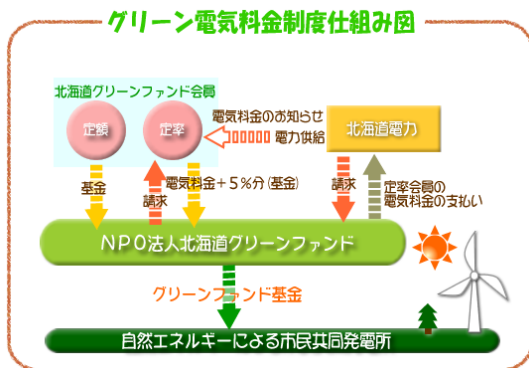 グリーン電気料金制度仕組み図
北海道グリーンファンド会員
定額
定率
電気料金のお知らせ
電力供給
北海道電力
基金
請求
電気料金＋５％分（基金）
請求
定率会員の
電気料金の支払い
ＮＰＯ法人北海道グリーンファンド
グリーンファンド基金
自然エネルギーによる市民共同発電所